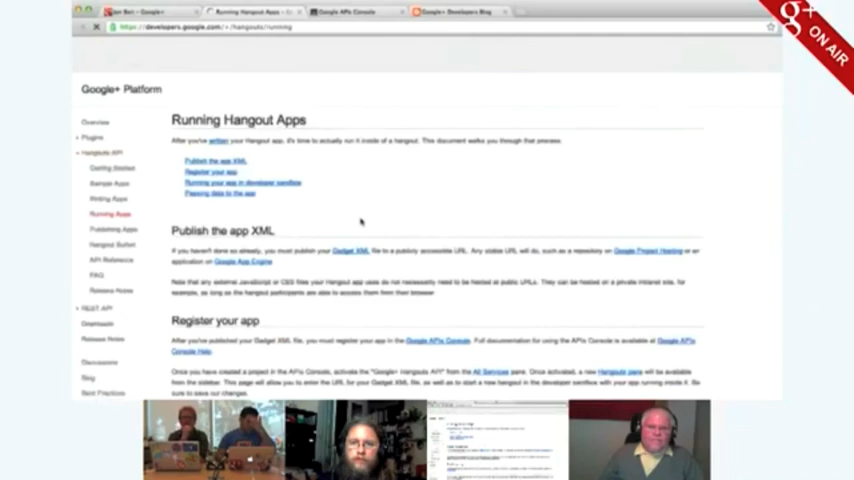 Running Hangout Apps -
Google APIs Console
Google+ Developers Blog
https://developers.google.com/+/hangouts/running
g+ ON AIR
Google+ Platform
Overview
Plugins
Hangouts API
Getting Started
Sample Apps
Writing Apps
Running Apps
Publishing Apps
Hangout Button
API Reference
FAQ
Release Notes
REST API
Downloads
Release Notes
Discussions
Blog
Best Practices
Running Hangout Apps
After you've written your Hangout app, it's time to actually run it inside of a hangout. This document walks you through that process.
Publish the app XML
Register your app
Running your app in developer sandbox
Passing data to the app
Publish the app XML
If you haven't done so already, you must publish your Gadget XML file to a publicly accessible URL. Any visible URL will do, such as a repository on Google Project Hosting or an
application on Google App Engine
Note that any external JavaScript or CSS files your Hangout app uses do not necessarily need to be hosted at public URLs. They can be hosted on a private intranet site, for
example, as long as the hangout participants are able to access them from their browser
Register your app
After you've published your Gadget XML file, you must register your app in the Google APIs Console. Full documentation for using the APIs Console is available at Google APIs
Console Help
Once you have created a project in the APIs Console, activate the "Google+ Hangouts API" from the All Services pane. Once activated, a new Hangouts pane will be available
from the sidebar. This page will allow you to enter the URL for your Gadget XML file, as well as to start a new hangout in the developer sandbox with your app running inside it. Be
sure to save our changes.